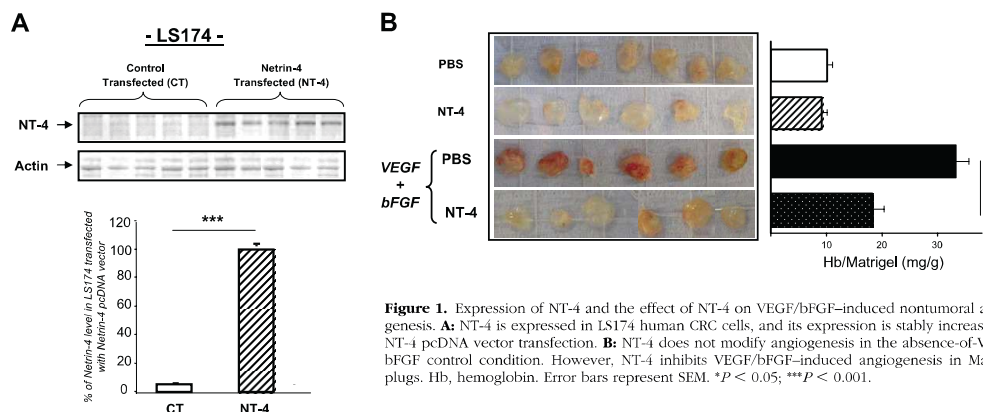 A
- LS174 -
Control
Transfected (CT)
Netrin-4
Transfected (NT-4)
NT-4
Actin
% of Netrin-4 level in LS174 transfected
with Netrin-4 pcDNA vector
120
100
80
60
40
20
0
***
CT
NT-4
B
PBS
NT-4
VEGF
+
bFGF
PBS
NT-4
10
30
Hb/Matrigel (mg/g)
Figure 1. Expression of NT-4 and the effect of NT-4 on VEGF/bFGF–induced nontumoral a
genesis. A: NT-4 is expressed in LS174 human CRC cells, and its expression is stably increas
NT-4 pcDNA vector transfection. B: NT-4 does not modify angiogenesis in the absence-of-V
bFGF control condition. However, NT-4 inhibits VEGF/bFGF–induced angiogenesis in Ma
plugs. Hb, hemoglobin. Error bars represent SEM. *P < 0.05; ***P < 0.001.